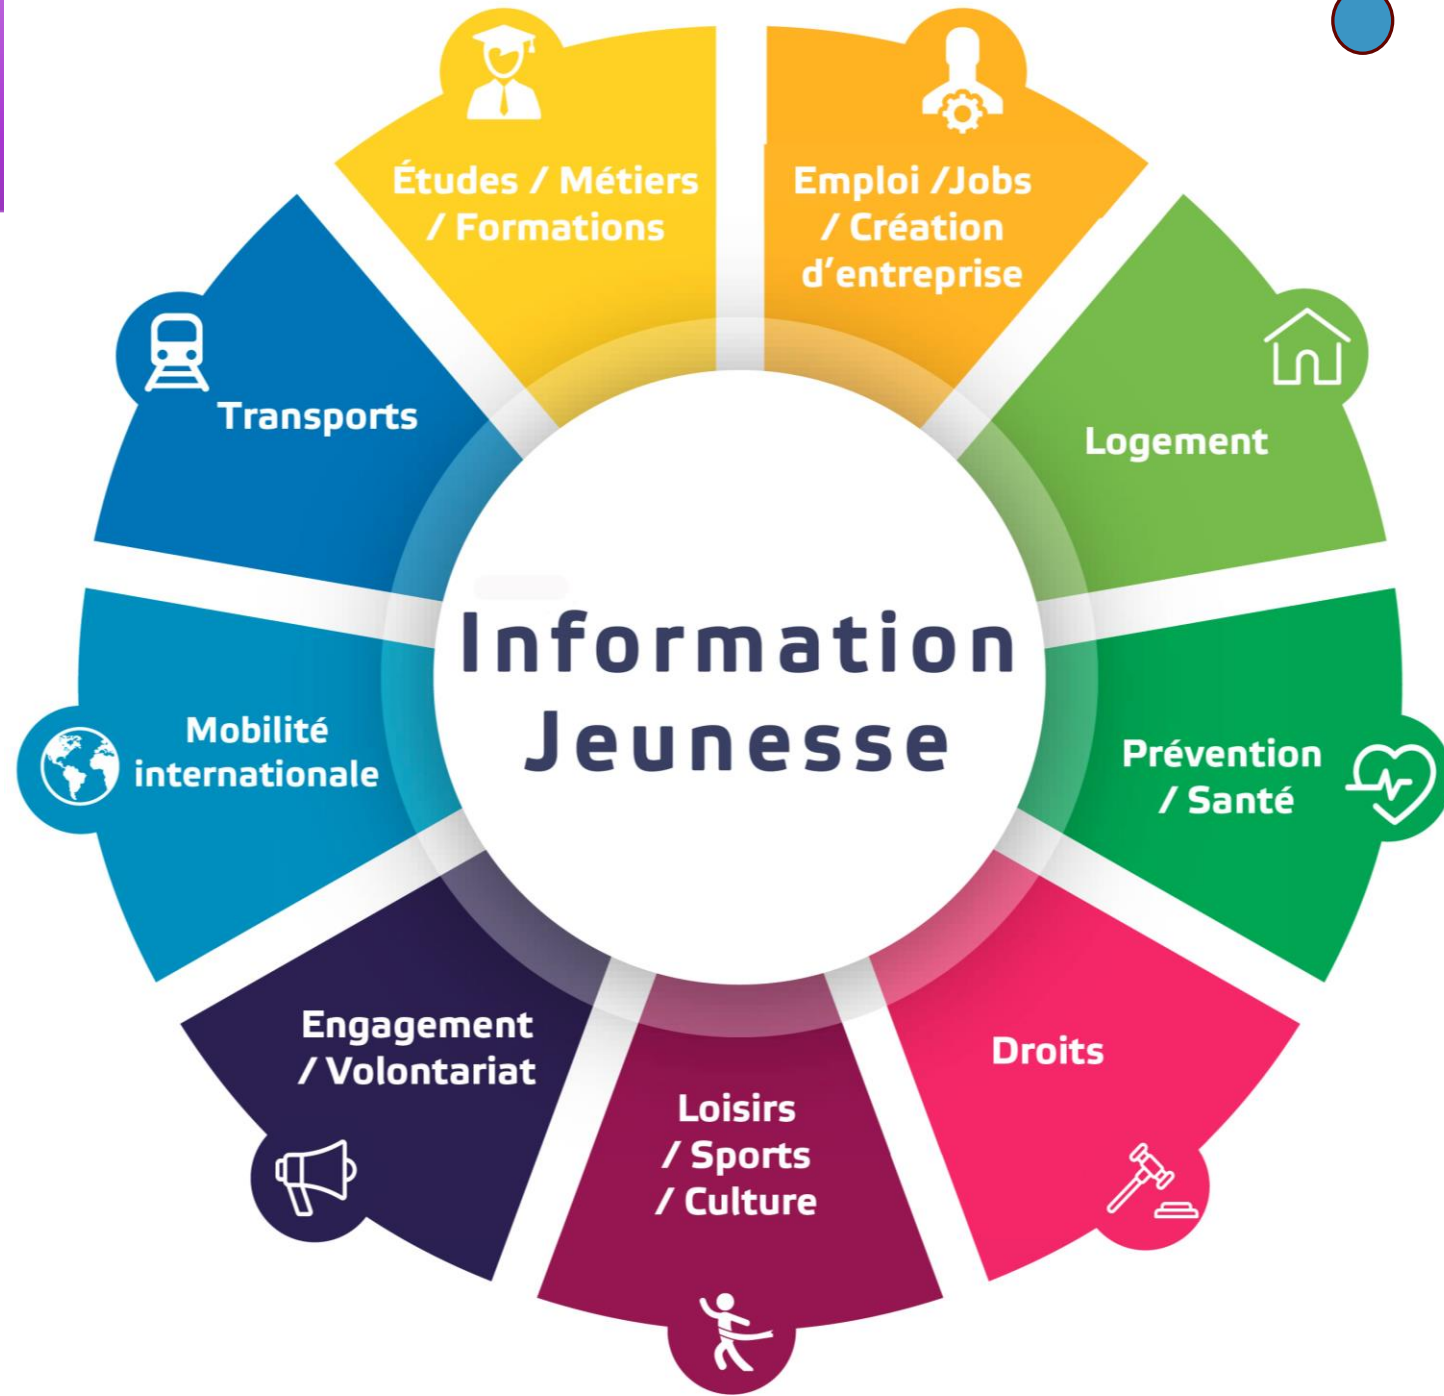 Études / Métiers
/ Formations
Emploi /Jobs
/ Création
d'entreprise
Transports
Logement
Information
Jeunesse
Mobilité
internationale
Prévention
/ Santé
Engagement
/ Volontariat
Droits
Loisirs
/ Sports
/ Culture